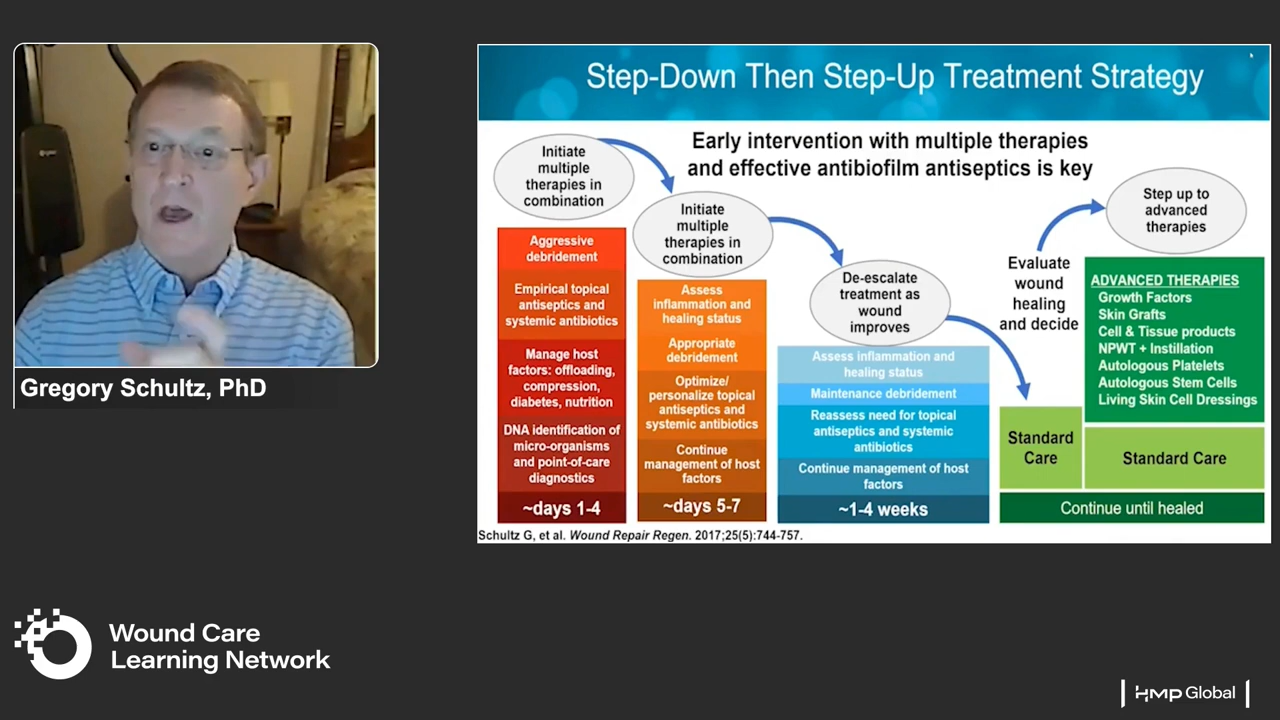 Gregory Schultz, PhD
Wound Care
Learning Network
Step-Down Then Step-Up Treatment Strategy
Early intervention with multiple therapies
and effective antibiofilm antiseptics is key
Initiate
multiple
therapies in
combination
Aggressive
debridement
Empirical topical
antiseptics and
systemic antibiotics
Manage host
factors: offloading,
compression,
diabetes, nutrition
DNA identification of
micro-organisms
and point-of-care
diagnostics
~days 1-4
Initiate
multiple
therapies in
combination
Assess
inflammation and
healing status
Appropriate
debridement
Optimize/
personalize topical
antiseptics and
systemic antibiotics
Continue
management of host
factors
~days 5-7
De-escalate
treatment as
wound
improves
Assess inflammation and
healing status
Maintenance debridement
Reassess need for topical
antiseptics and systemic
antibiotics
Continue management of host
factors
~1-4 weeks
Evaluate
wound
healing
and decide
Standard
Care
Step up to
advanced
therapies
ADVANCED THERAPIES
Growth Factors
Skin Grafts
Cell & Tissue products
NPWT + Instillation
Autologous Platelets
Autologous Stem Cells
Living Skin Cell Dressings
Standard Care
Continue until healed
Schultz G, et al. Wound Repair Regen. 2017;25(5):744-757.
HMP Global